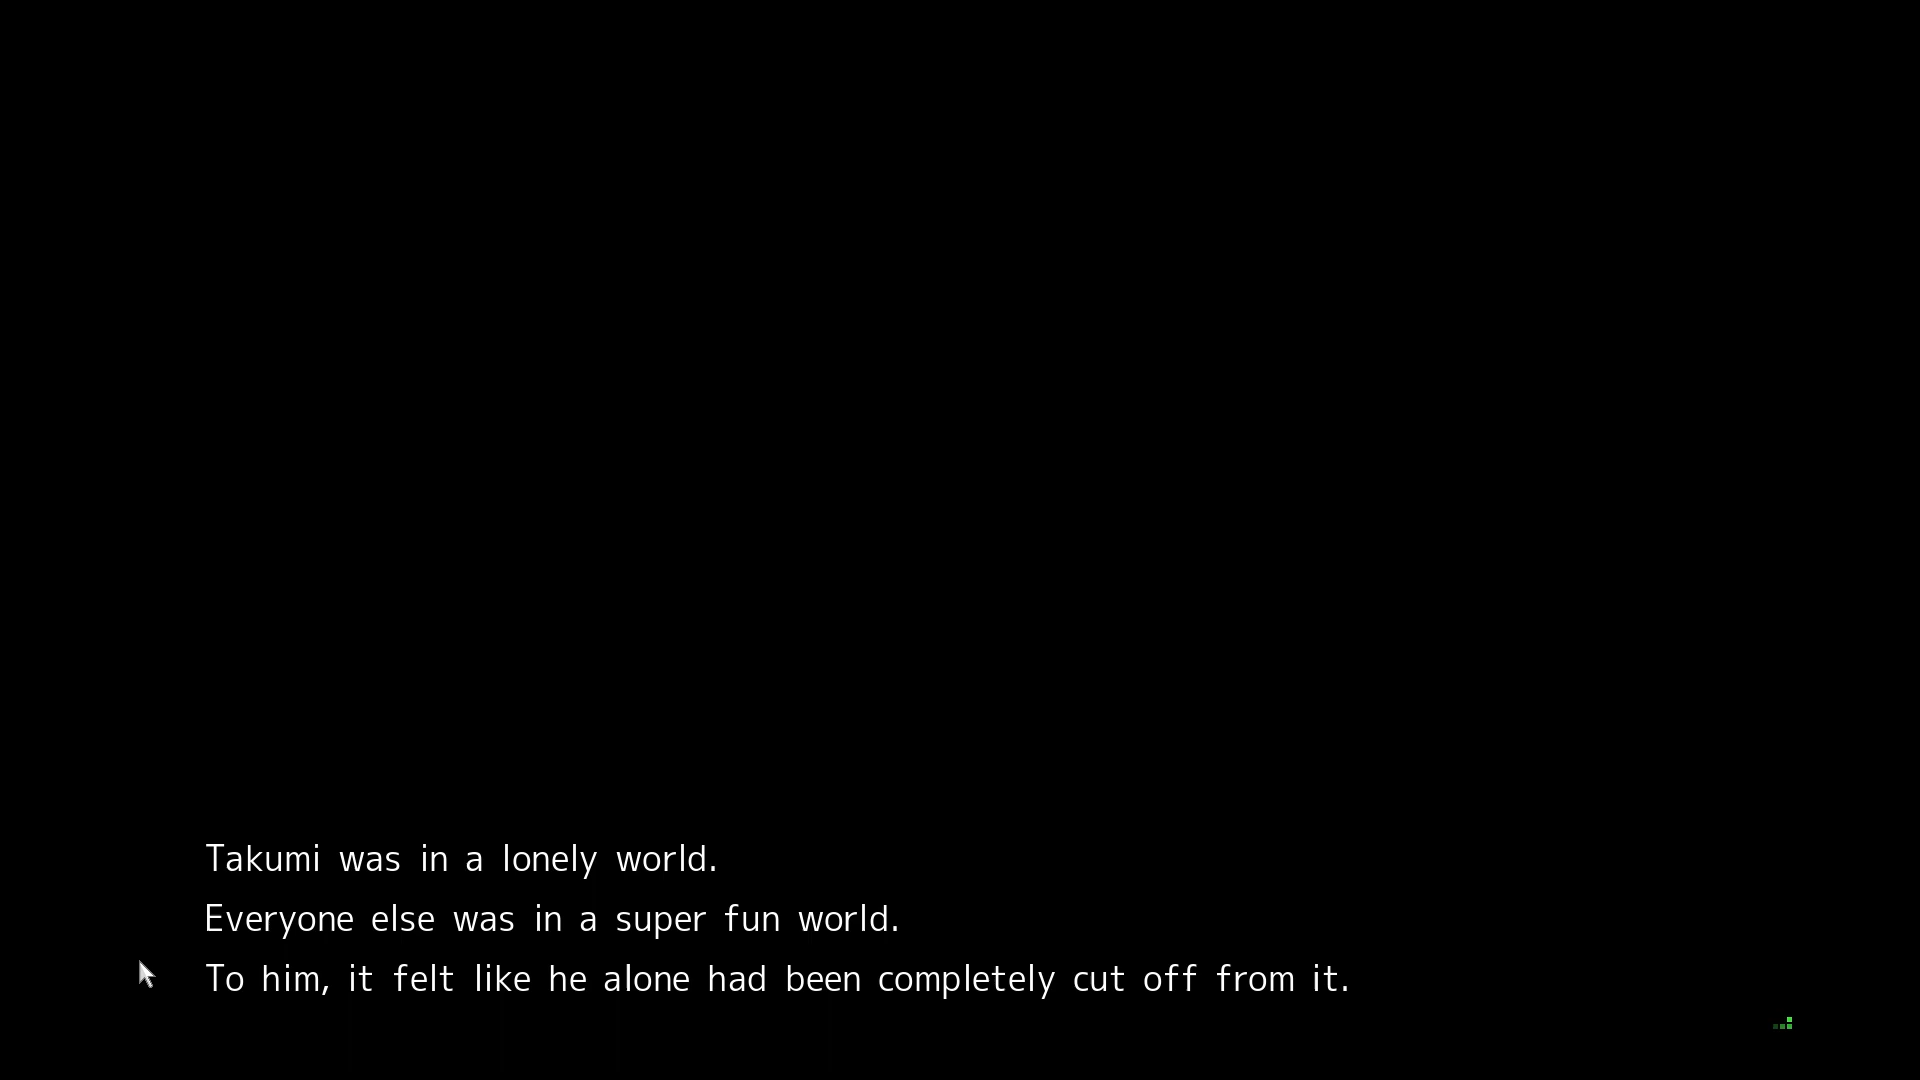 Takumi was in a lonely world.
Everyone else was in a super fun world.
To him, it felt like he alone had been completely cut off from it.